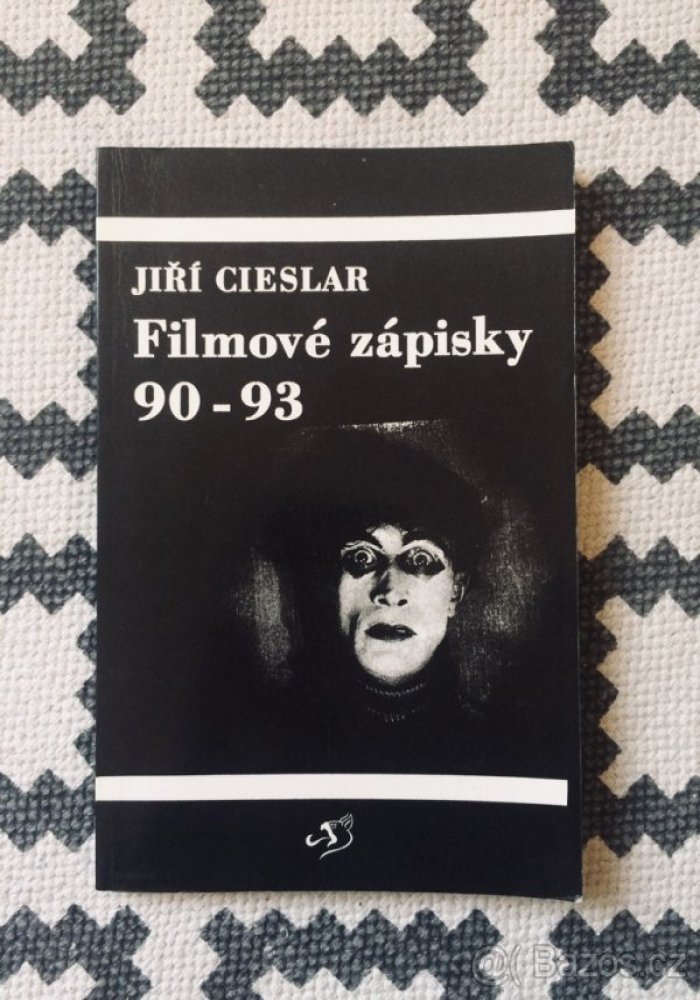 JIŘÍ CIESLAR
Filmové zápisky
90 - 93
Bazos.cz